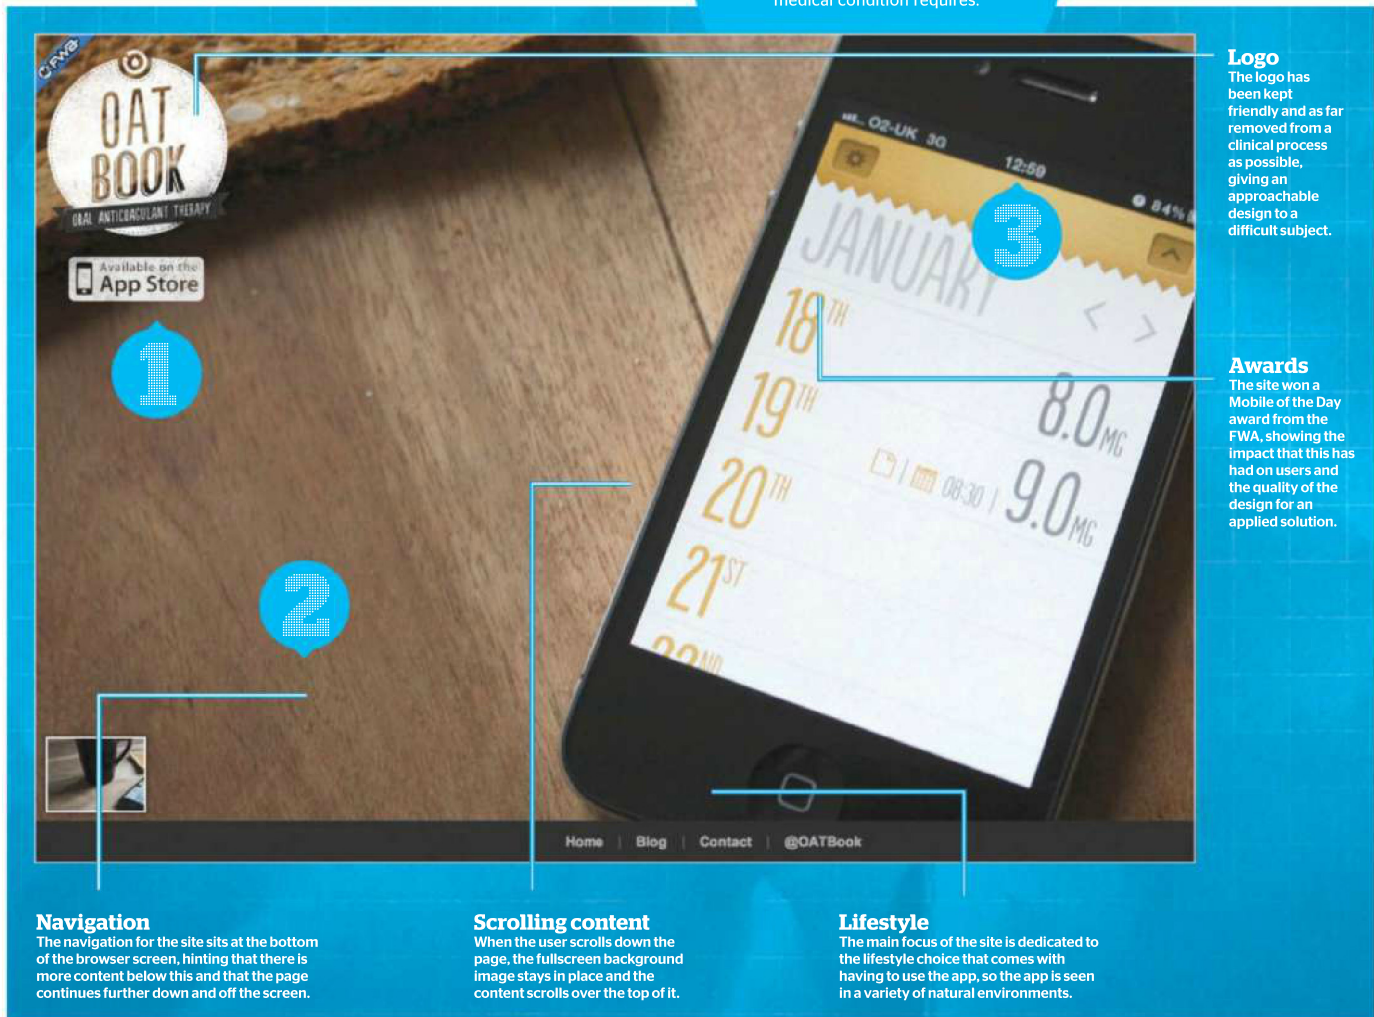 medical condition requires.
FWA
OAT
BOOK
ORAL ANTICOAGULANT THERAPY
Available on the
App Store
1
2
3
O2-UK 3G
12:59
84%
JANUARY
< >
18TH
8.0MG
19TH
08:30 | 9.0MG
20TH
21ST
22ND
Home | Blog | Contact | @OATBook
Logo
The logo has
been kept
friendly and as far
removed from a
clinical process
as possible,
giving an
approachable
design to a
difficult subject.
Awards
The site won a
Mobile of the Day
award from the
FWA, showing the
impact that this has
had on users and
the quality of the
design for an
applied solution.
Navigation
The navigation for the site sits at the bottom
of the browser screen, hinting that there is
more content below this and that the page
continues further down and off the screen.
Scrolling content
When the user scrolls down the
page, the fullscreen background
image stays in place and the
content scrolls over the top of it.
Lifestyle
The main focus of the site is dedicated to
the lifestyle choice that comes with
having to use the app, so the app is seen
in a variety of natural environments.